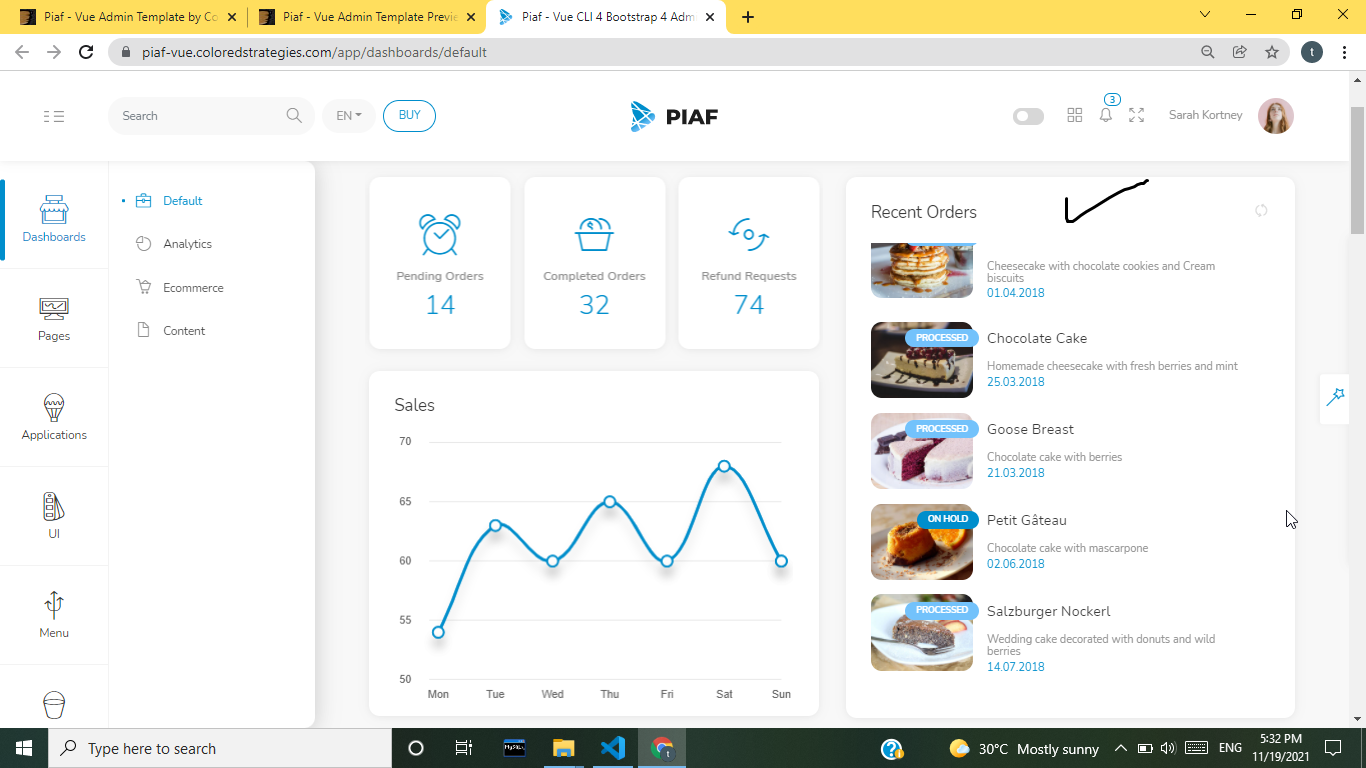 Piaf - Vue Admin Template by Co
Piaf - Vue Admin Template Previe
Piaf - Vue CLI 4 Bootstrap 4 Adm
piaf-vue.coloredstrategies.com/app/dashboards/default
t
Search
EN
BUY
PIAF
3
Sarah Kortney
Dashboards
Pages
Applications
UI
Menu
Default
Analytics
Ecommerce
Content
Pending Orders
14
Completed Orders
32
Refund Requests
74
Sales
70
65
60
55
50
Mon Tue Wed Thu Fri Sat Sun
Recent Orders
Cheesecake with chocolate cookies and Cream
biscuits
01.04.2018
PROCESSED
Chocolate Cake
Homemade cheesecake with fresh berries and mint
25.03.2018
PROCESSED
Goose Breast
Chocolate cake with berries
21.03.2018
ON HOLD
Petit Gâteau
Chocolate cake with mascarpone
02.06.2018
PROCESSED
Salzburger Nockerl
Wedding cake decorated with donuts and wild
berries
14.07.2018
Type here to search
MySQL
t
30°C Mostly sunny
ENG
5:32 PM
11/19/2021